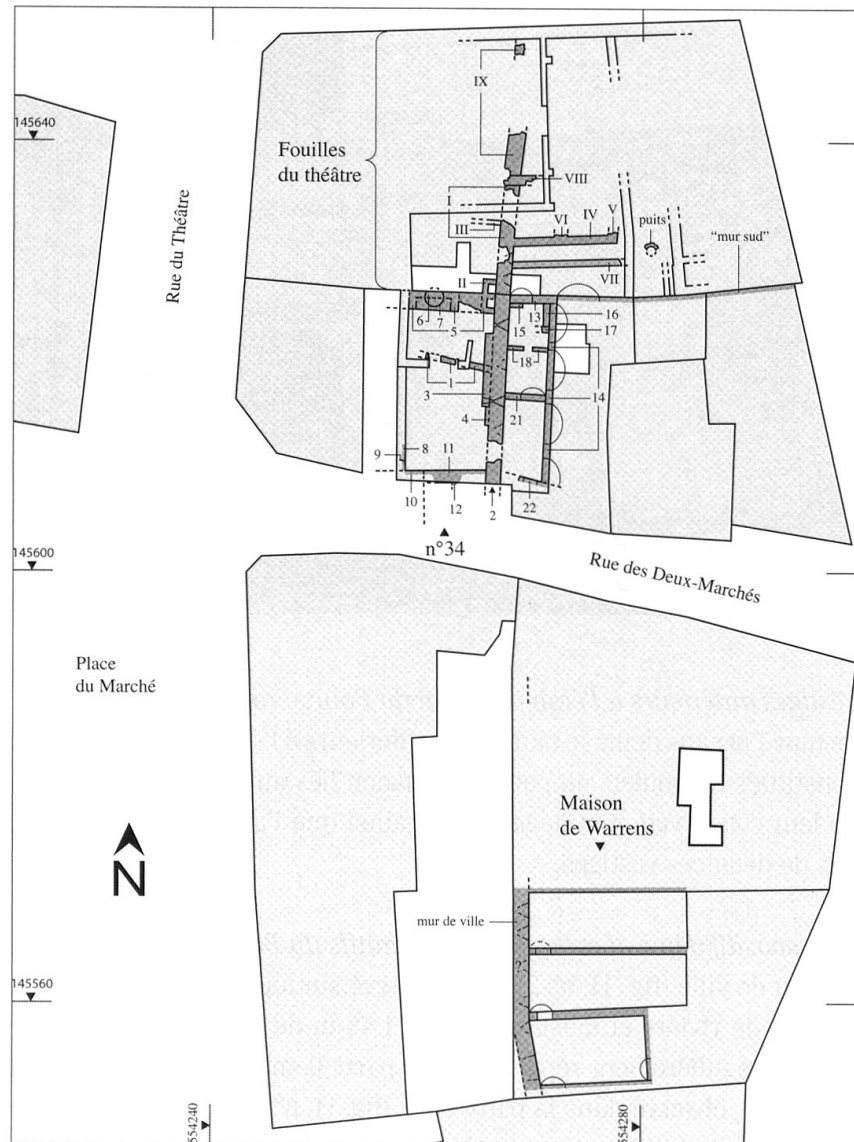 145640
Rue du Théâtre
Fouilles
du théâtre
IX
I
VIII
III
VI
IV
V
puits
“mur sud”
II
VII
6
7
5
15
13
16
17
18
1
3
14
4
21
9
8
11
10
12
2
22
n°34
145600
Rue des Deux-Marchés
Place
du Marché
N
Maison
de Warrens
mur de ville
?
145560
554240
554280